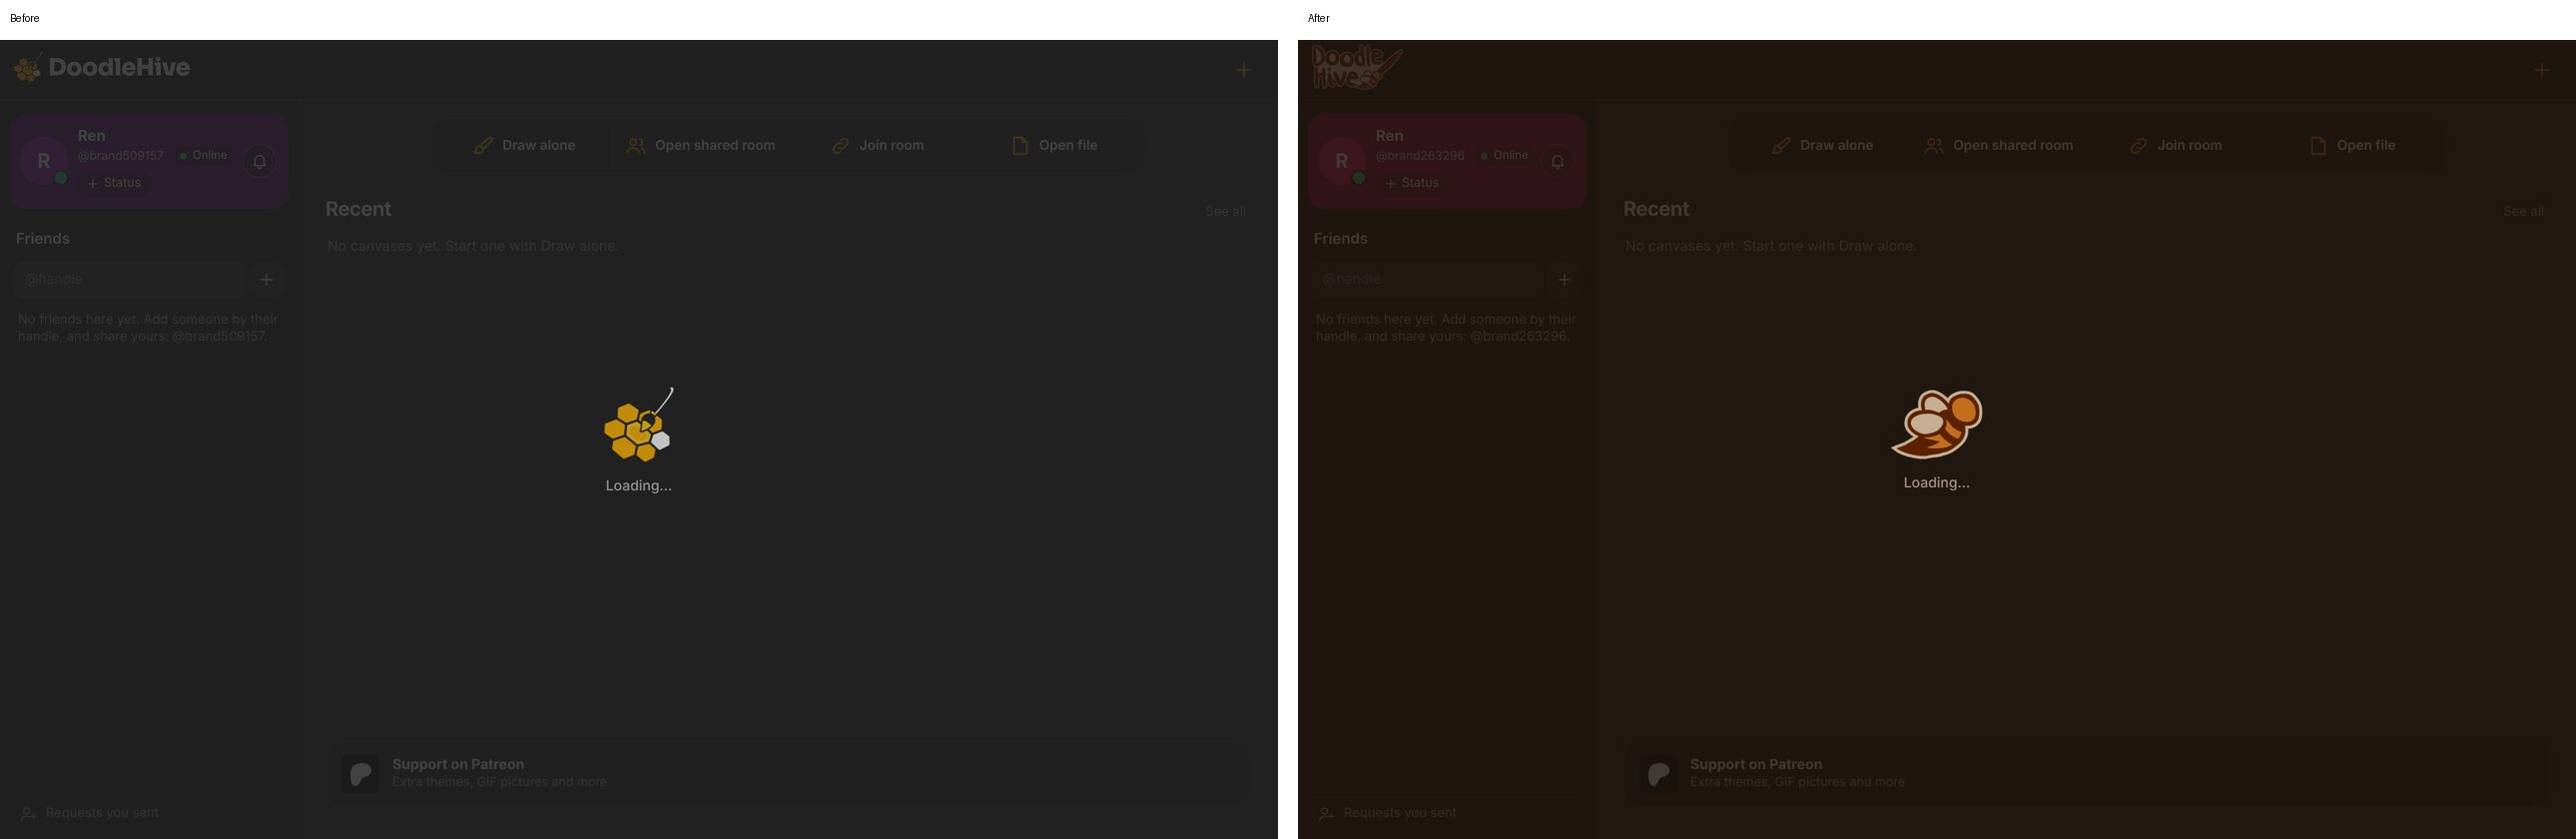 Before
DoodleHive
Ren
@brand509157
Online
+ Status
R
Draw alone
Open shared room
Join room
Open file
Recent
See all
No canvases yet. Start one with Draw alone.
Friends
@handle
No friends here yet. Add someone by their
handle, and share yours: @brand509157.
Loading...
Support on Patreon
Extra themes, GIF pictures and more
Requests you sent
After
Doodle
Hive
Ren
@brand263296
Online
+ Status
R
Draw alone
Open shared room
Join room
Open file
Recent
See all
No canvases yet. Start one with Draw alone.
Friends
@handle
No friends here yet. Add someone by their
handle, and share yours: @brand263296.
Loading...
Support on Patreon
Extra themes, GIF pictures and more
Requests you sent